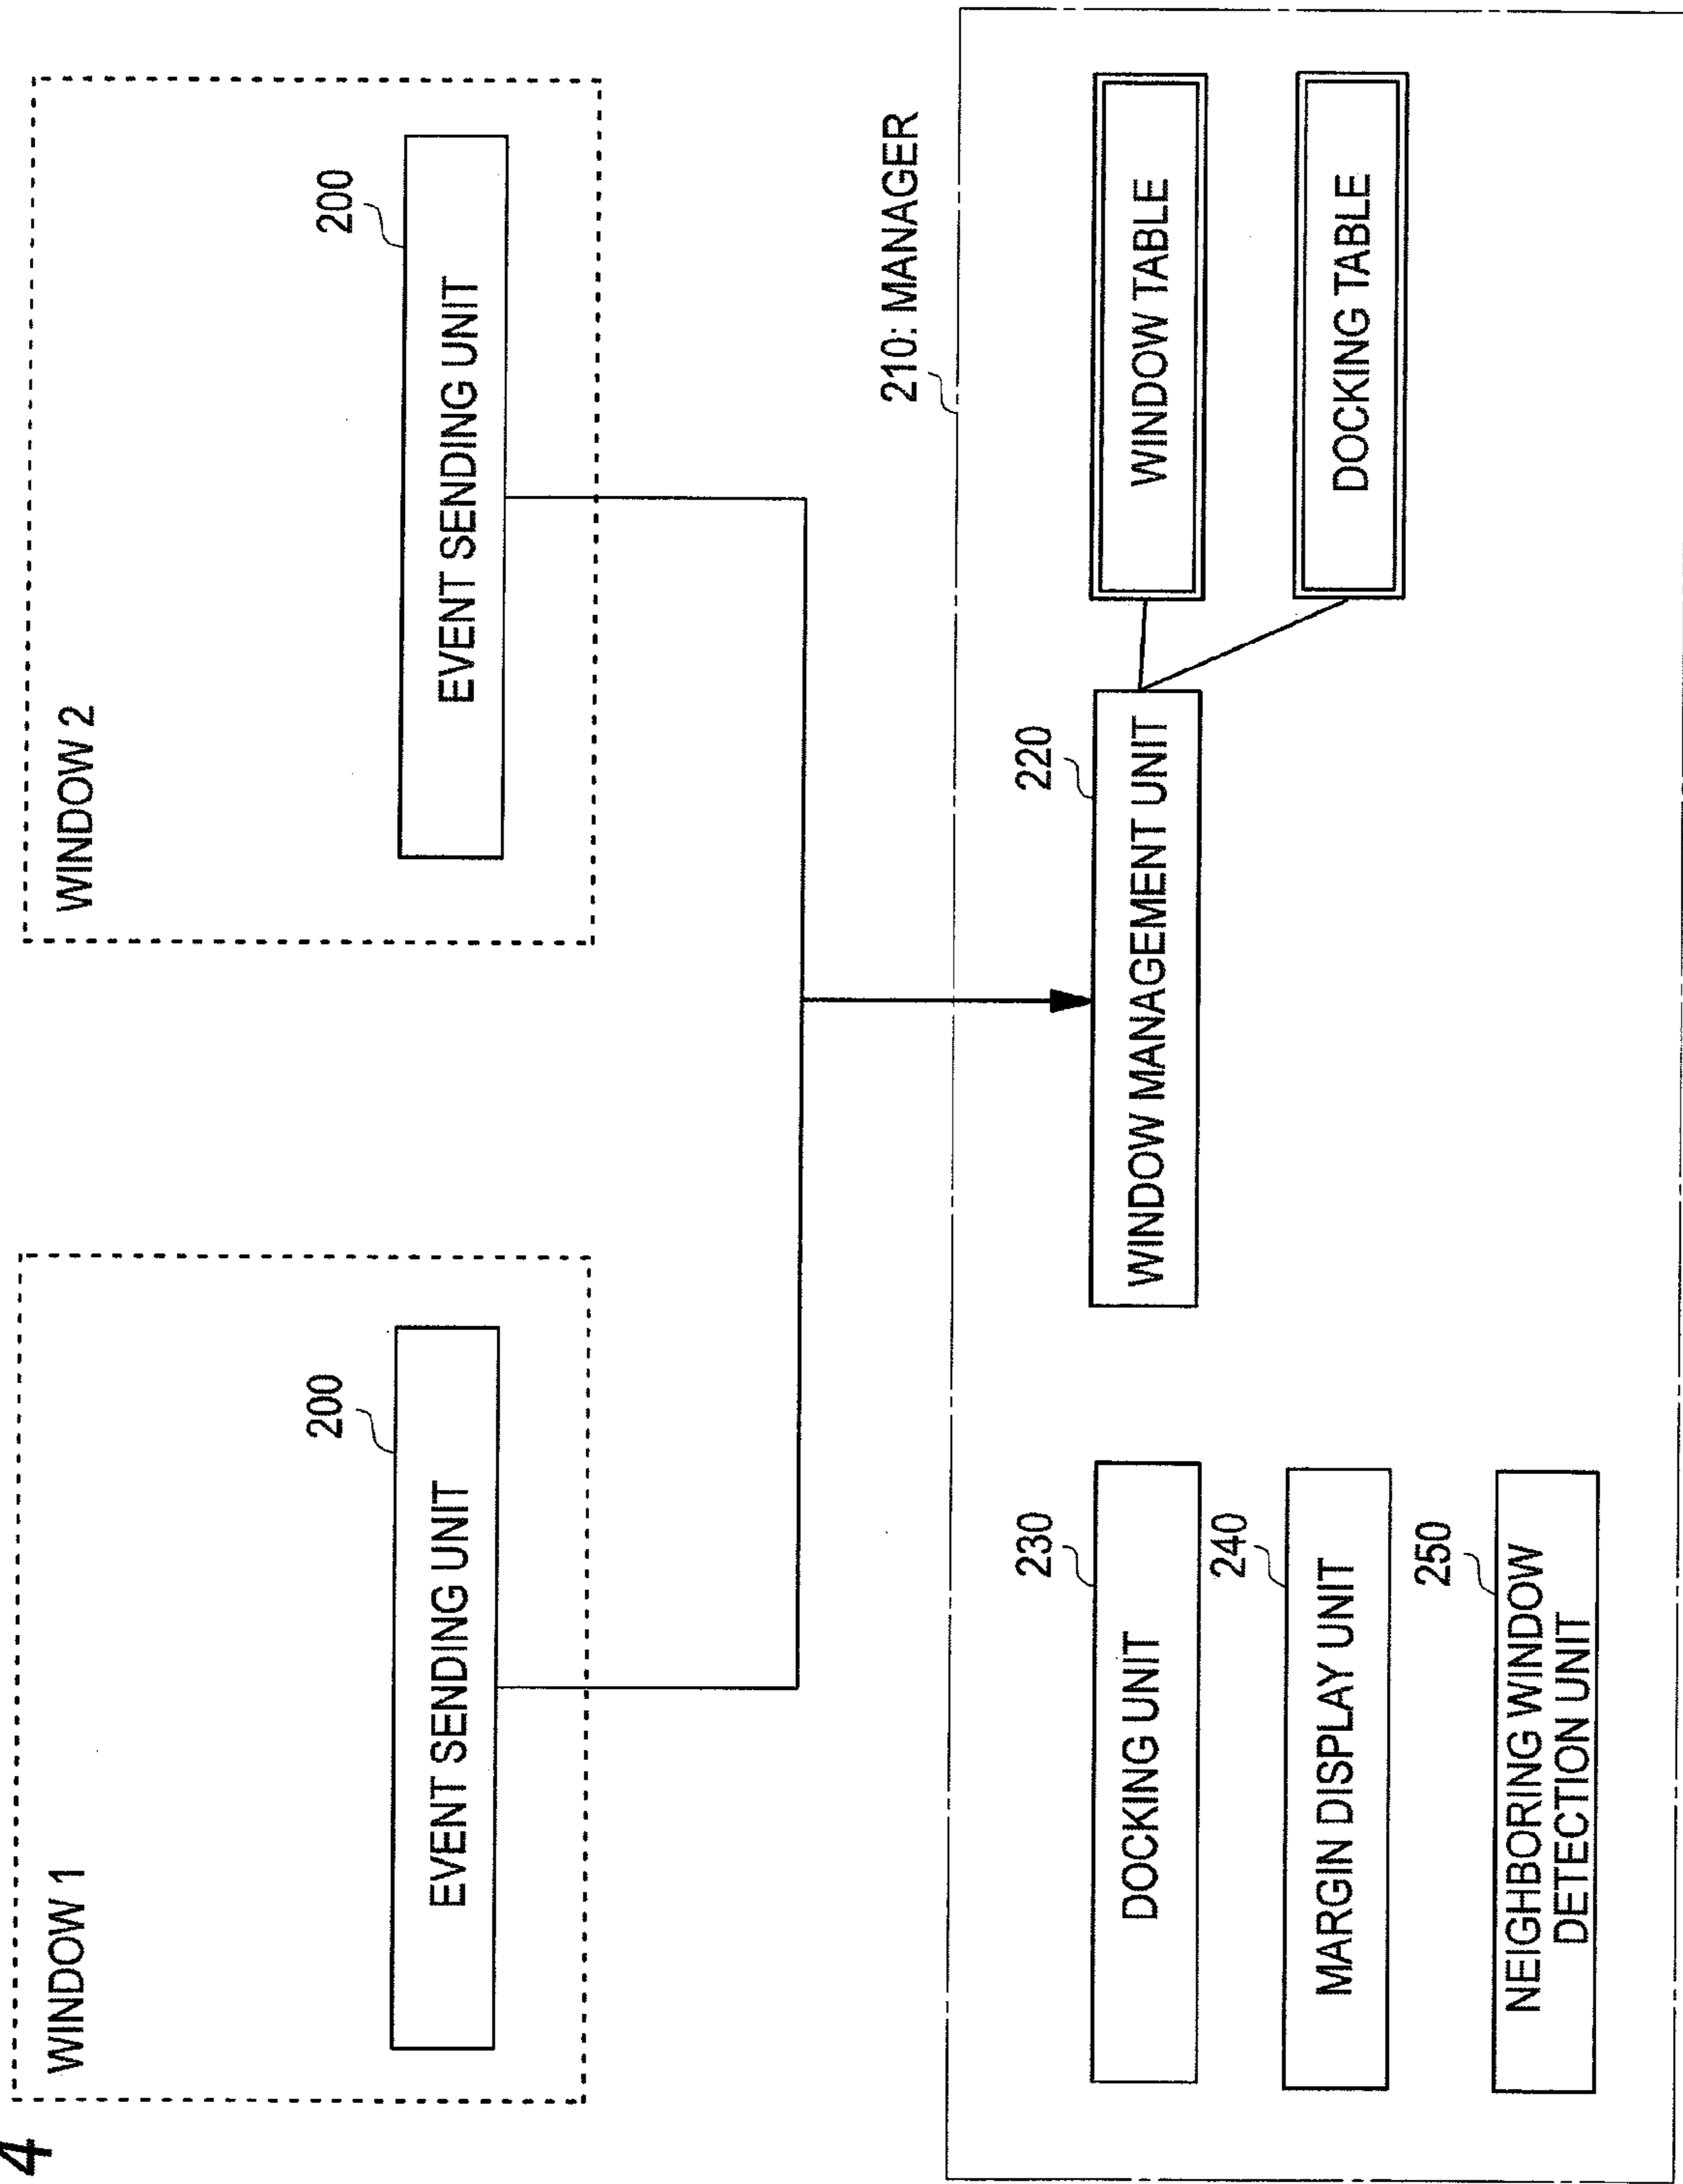 4
WINDOW 1
200
EVENT SENDING UNIT
WINDOW 2
200
EVENT SENDING UNIT
210: MANAGER
230
DOCKING UNIT
240
MARGIN DISPLAY UNIT
250
NEIGHBORING WINDOW
DETECTION UNIT
220
WINDOW MANAGEMENT UNIT
WINDOW TABLE
DOCKING TABLE